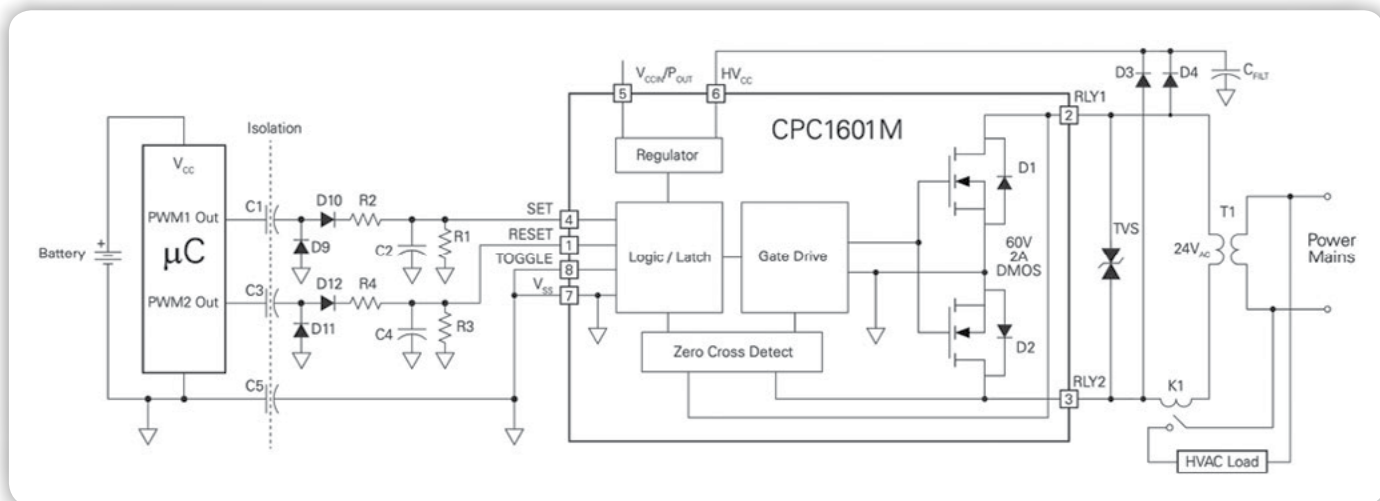 Isolation
Battery
+
V_CC
PWM1 Out
μC
PWM2 Out
C1
D10
R2
D9
C2
R1
C3
D12
R4
D11
C4
R3
C5
SET
4
RESET
1
TOGGLE
8
V_SS
7
V_CCIN/P_OUT
5
HV_CC
6
CPC1601M
Regulator
Logic / Latch
Gate Drive
Zero Cross Detect
D1
60V
2A
DMOS
D2
RLY1
2
RLY2
3
D3
D4
C_FILT
TVS
24V_AC
T1
Power
Mains
K1
HVAC Load